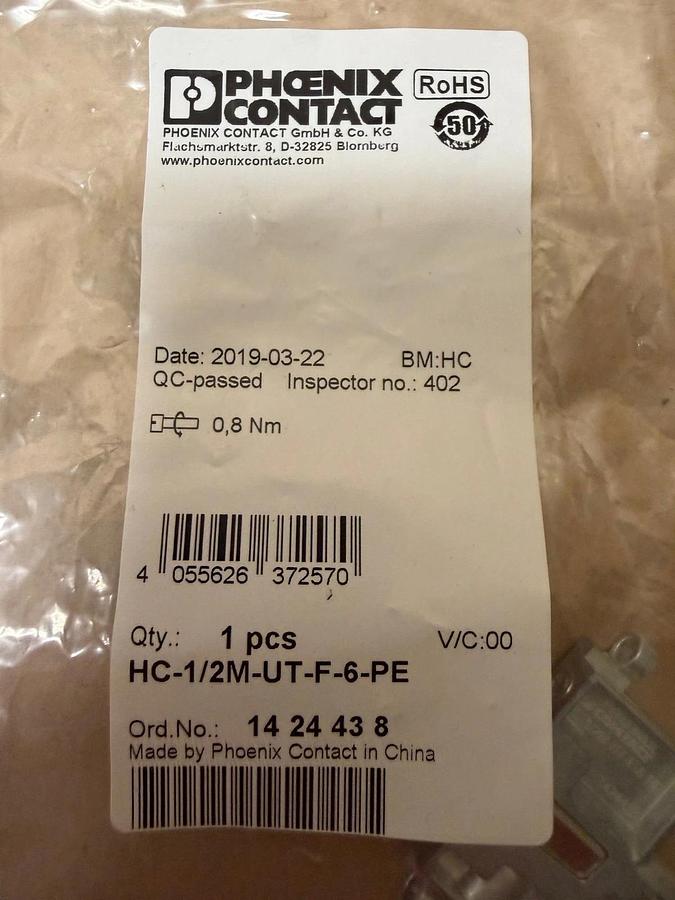 PHŒNIX
CONTACT
RoHS
50
PHOENIX CONTACT GmbH & Co. KG
Flachsmarktstr. 8, D-32825 Blomberg
www.phoenixcontact.com
Date: 2019-03-22 BM:HC
QC-passed Inspector no.: 402
0,8 Nm
4 055626 372570
Qty.: 1 pcs V/C:00
HC-1/2M-UT-F-6-PE
Ord.No.: 14 24 43 8
Made by Phoenix Contact in China